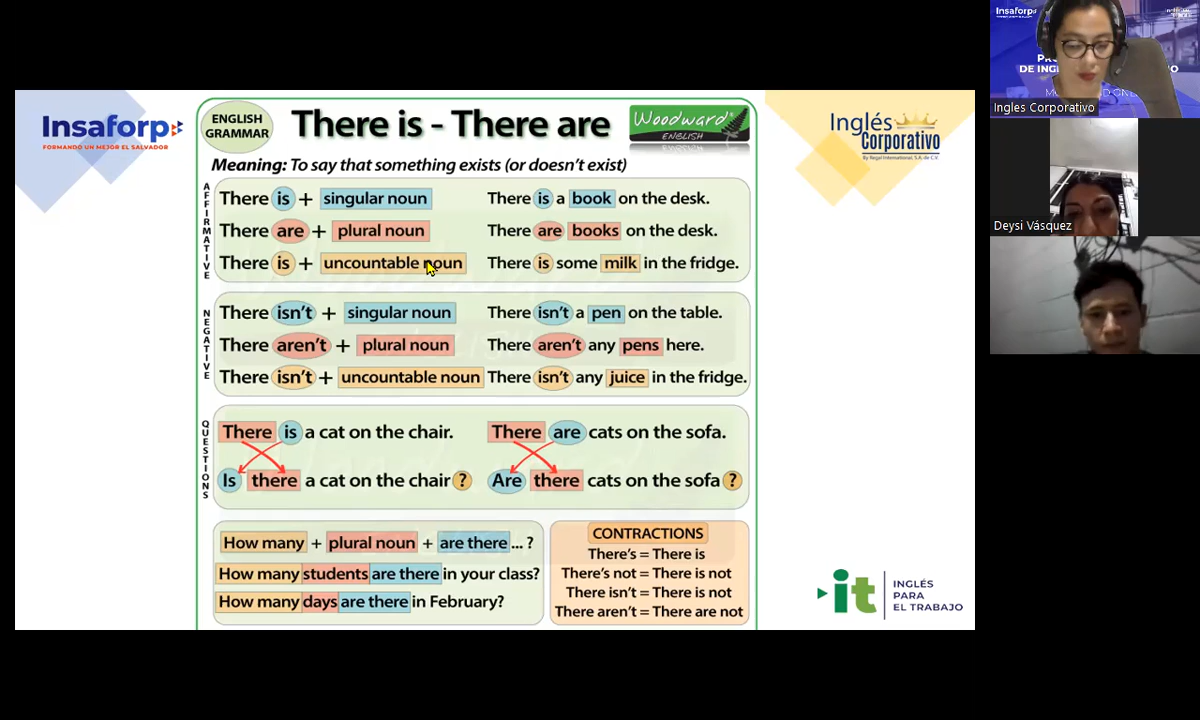 Insaforp
FORMANDO UN MEJOR EL SALVADOR
ENGLISH
GRAMMAR
There is - There are
Woodward®
ENGLISH
Inglés
Corporativo
By Regal International, S.A. de C.V.
Meaning: To say that something exists (or doesn't exist)
AFFIRMATIVE
There is + singular noun There is a book on the desk.
There are + plural noun There are books on the desk.
There is + uncountable noun There is some milk in the fridge.
NEGATIVE
There isn't + singular noun There isn't a pen on the table.
There aren't + plural noun There aren't any pens here.
There isn't + uncountable noun There isn't any juice in the fridge.
QUESTIONS
There is a cat on the chair. There are cats on the sofa.
Is there a cat on the chair ? Are there cats on the sofa ?
How many + plural noun + are there ... ?
How many students are there in your class?
How many days are there in February?
CONTRACTIONS
There's = There is
There's not = There is not
There isn't = There is not
There aren't = There are not
it
INGLÉS
PARA
EL TRABAJO
Insaforp
DE INGL
Ingles Corporativo
Deysi Vásquez